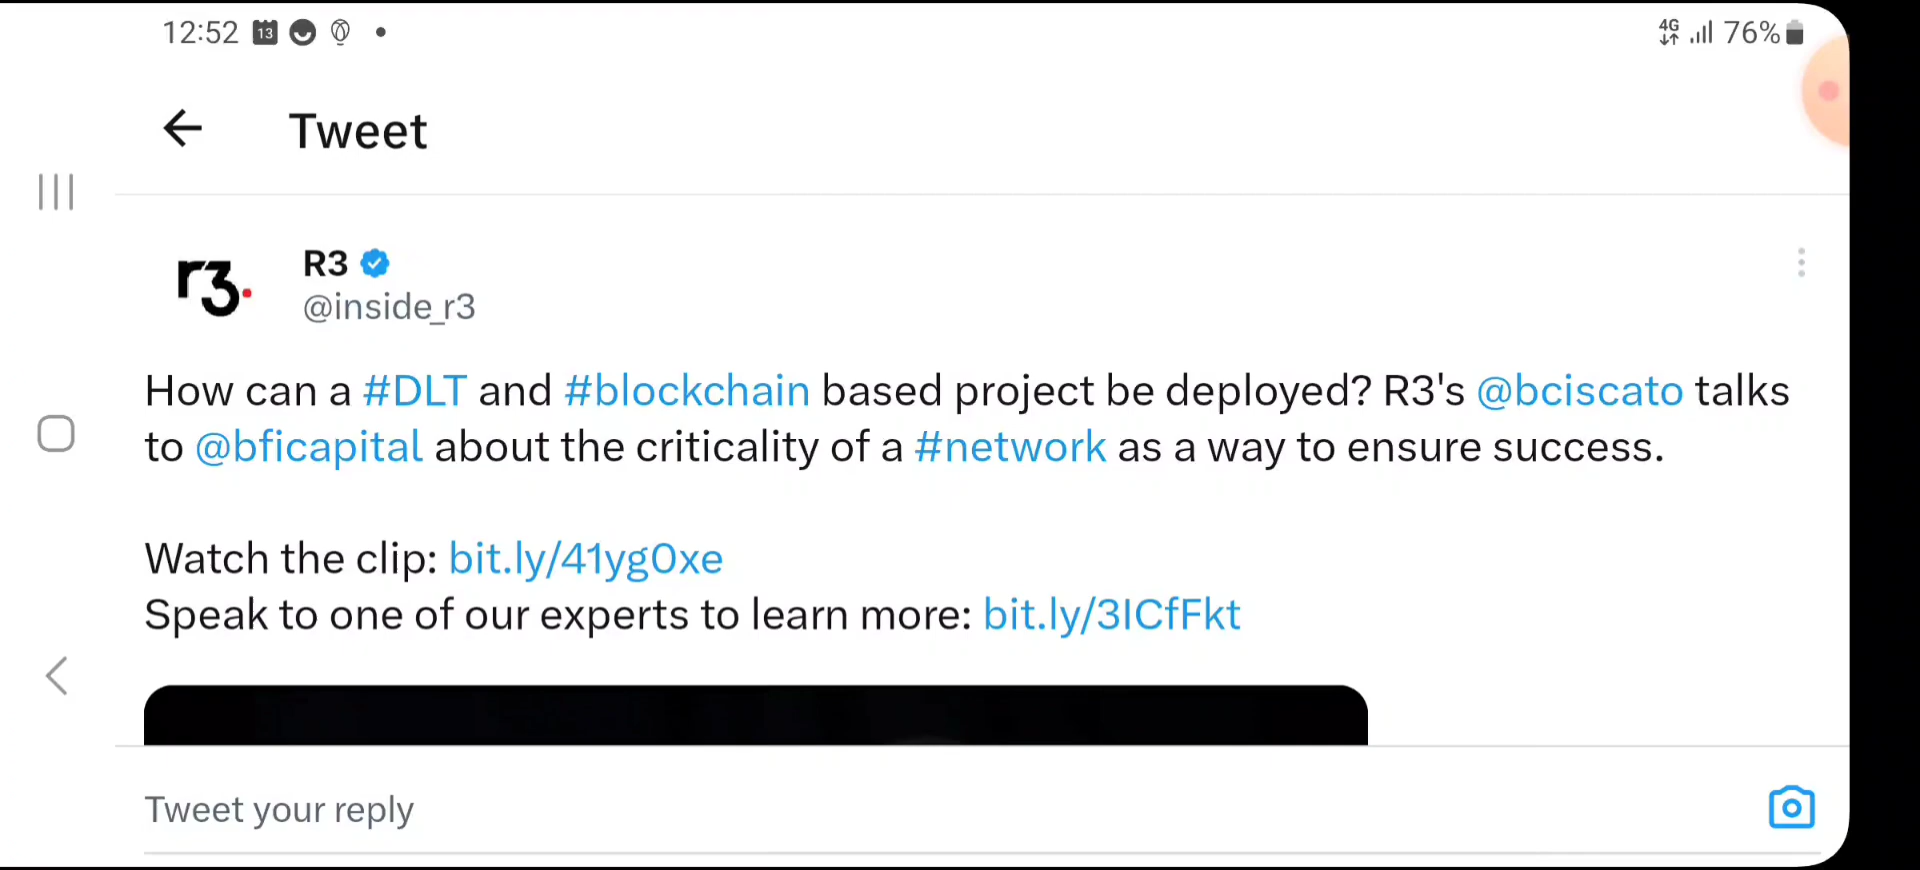 12:52 13 4G 76%
Tweet
r3.
R3
@inside_r3
How can a #DLT and #blockchain based project be deployed? R3's @bciscato talks
to @bficapital about the criticality of a #network as a way to ensure success.
Watch the clip: bit.ly/41yg0xe
Speak to one of our experts to learn more: bit.ly/3ICfFkt
Tweet your reply